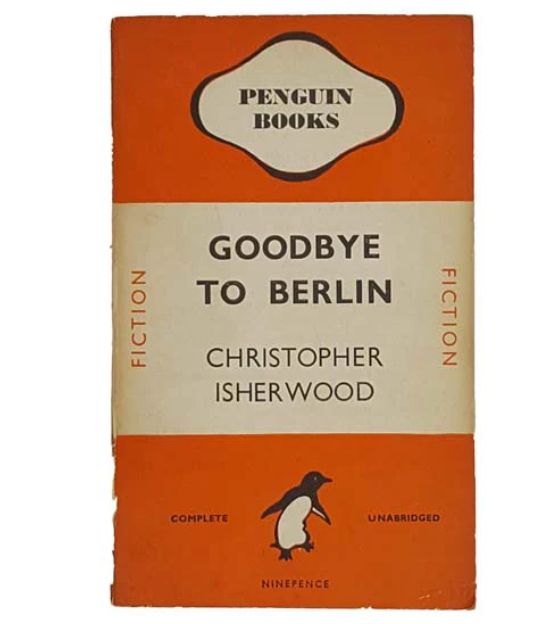 PENGUIN
BOOKS
GOODBYE
TO BERLIN
FICTION
FICTION
CHRISTOPHER
ISHERWOOD
COMPLETE
UNABRIDGED
NINEPENCE